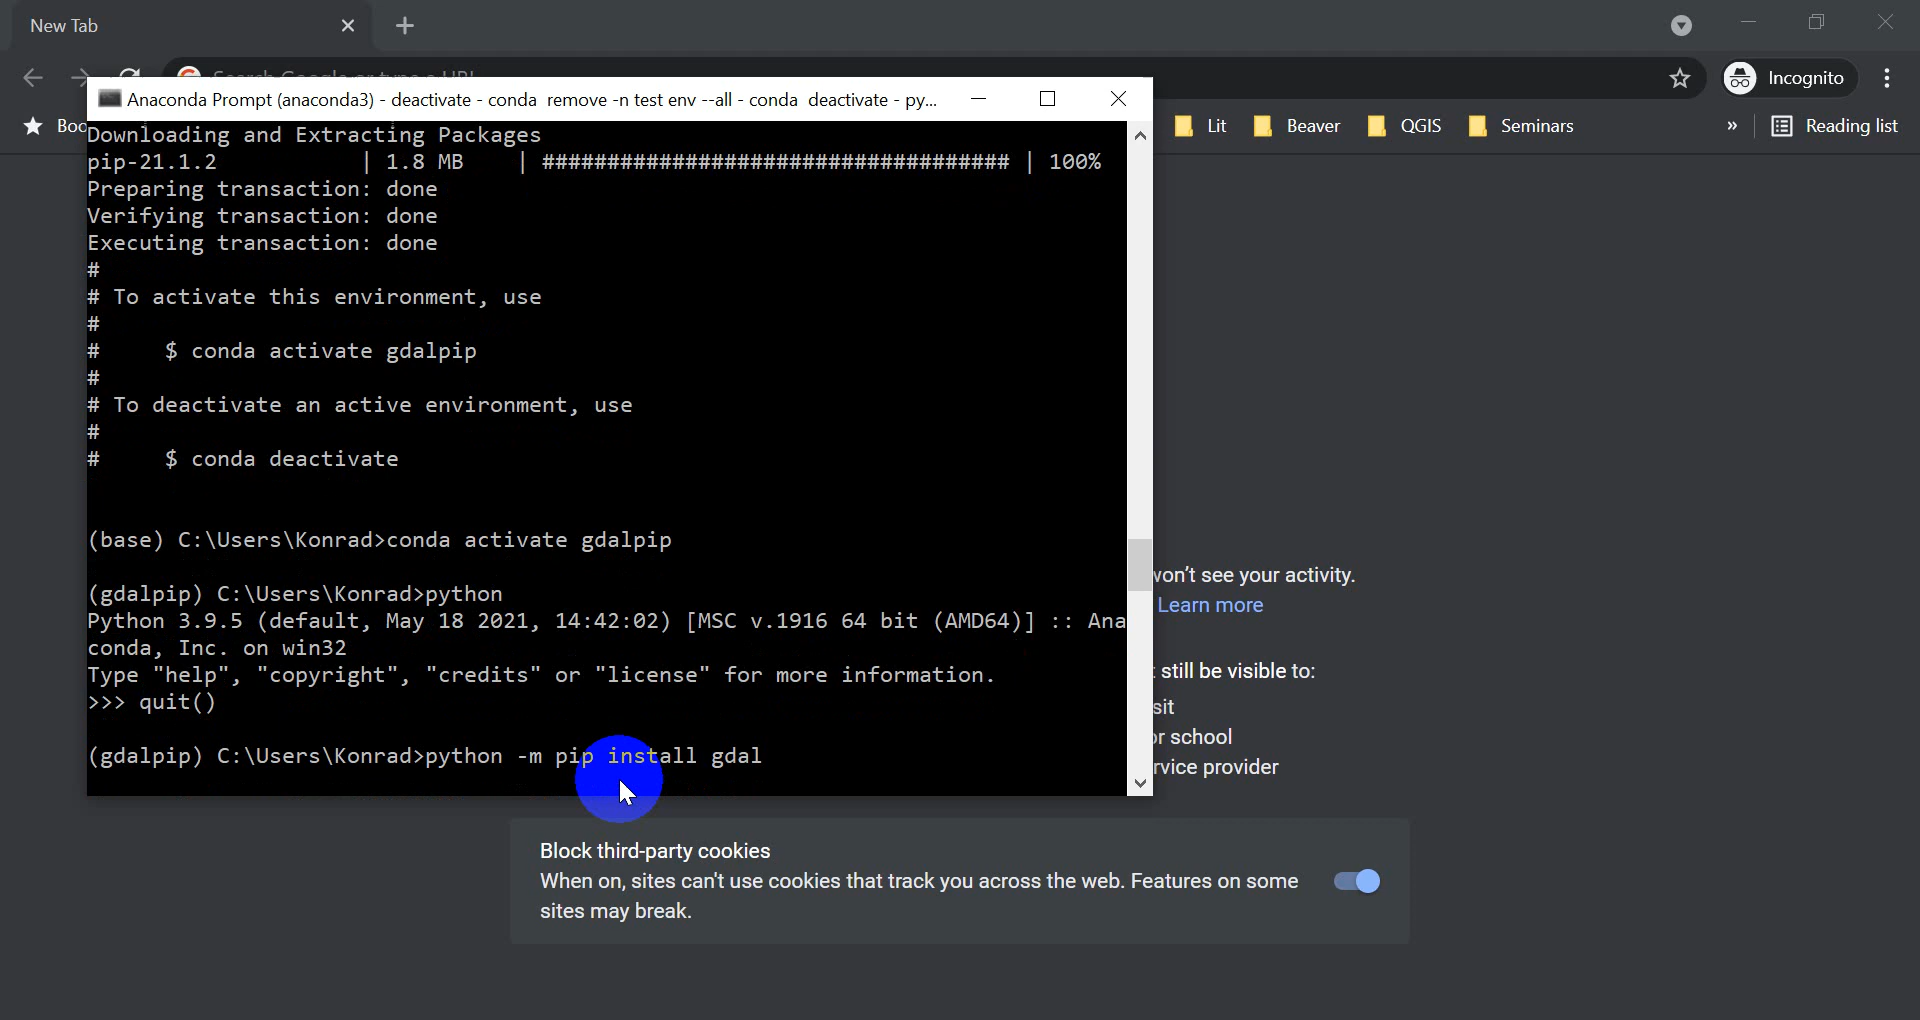 New Tab
Incognito
Boo
Lit
Beaver
QGIS
Seminars
»
Reading list
Anaconda Prompt (anaconda3) - deactivate - conda  remove -n test env --all - conda  deactivate - py...
Downloading and Extracting Packages
pip-21.1.2           | 1.8 MB    | #################################### | 100%
Preparing transaction: done
Verifying transaction: done
Executing transaction: done
#
# To activate this environment, use
#
#     $ conda activate gdalpip
#
# To deactivate an active environment, use
#
#     $ conda deactivate
(base) C:\Users\Konrad>conda activate gdalpip
(gdalpip) C:\Users\Konrad>python
Python 3.9.5 (default, May 18 2021, 14:42:02) [MSC v.1916 64 bit (AMD64)] :: Ana
conda, Inc. on win32
Type "help", "copyright", "credits" or "license" for more information.
>>> quit()
(gdalpip) C:\Users\Konrad>python -m pip install gdal
won't see your activity.
Learn more
t still be visible to:
sit
or school
rvice provider
Block third-party cookies
When on, sites can't use cookies that track you across the web. Features on some
sites may break.